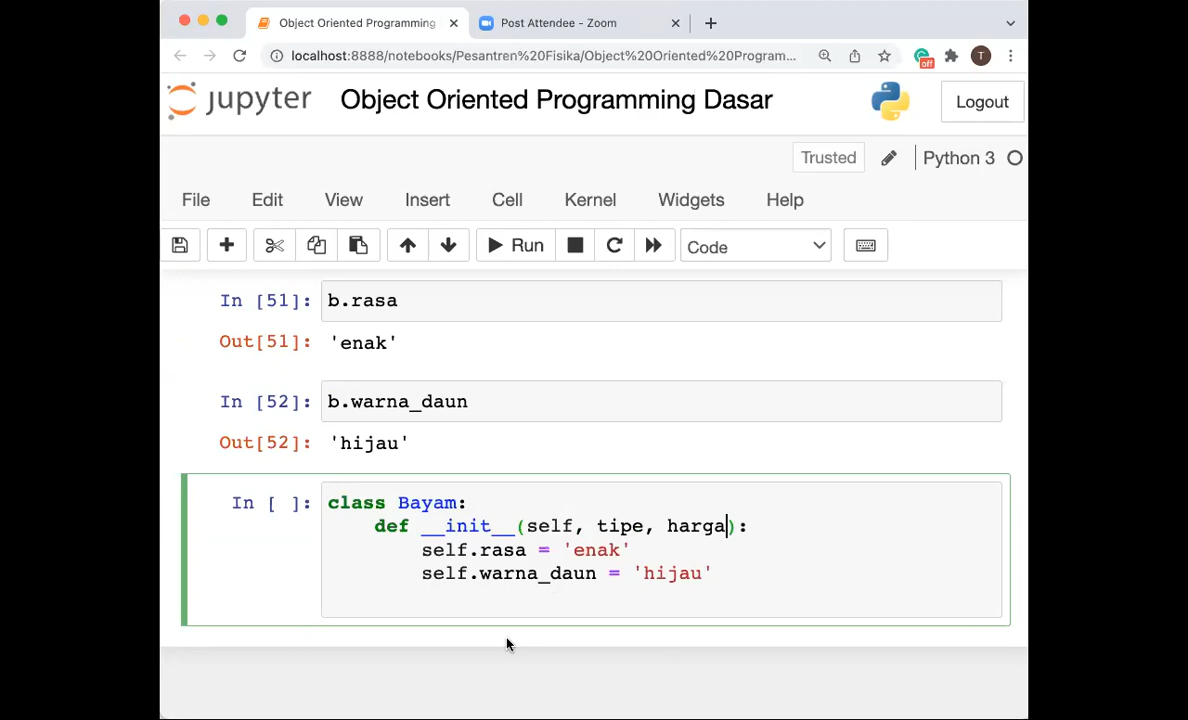 Object Oriented Programming
Post Attendee - Zoom
localhost:8888/notebooks/Pesantren%20Fisika/Object%20Oriented%20Program...
off
T
jupyter
Object Oriented Programming Dasar
Logout
Trusted
Python 3
File Edit View Insert Cell Kernel Widgets Help
Run
Code
In [51]: b.rasa
Out[51]: 'enak'
In [52]: b.warna_daun
Out[52]: 'hijau'
In [ ]: class Bayam:
    def __init__(self, tipe, harga):
        self.rasa = 'enak'
        self.warna_daun = 'hijau'